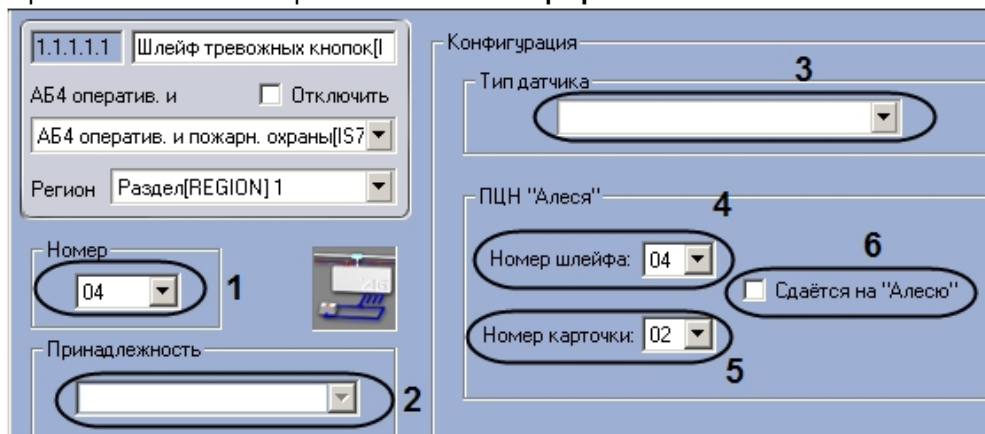 1.1.1.1.1 Шлейф тревожных кнопок[I
АБ4 оператив. и Отключить
АБ4 оператив. и пожарн. охраны[IS7
Регион Раздел[REGION] 1
Номер
04 1
Принадлежность
2
Конфигурация
Тип датчика 3
ПЦН "Алеся" 4
Номер шлейфа: 04
6
Сдаётся на "Алесю"
Номер карточки: 02
5